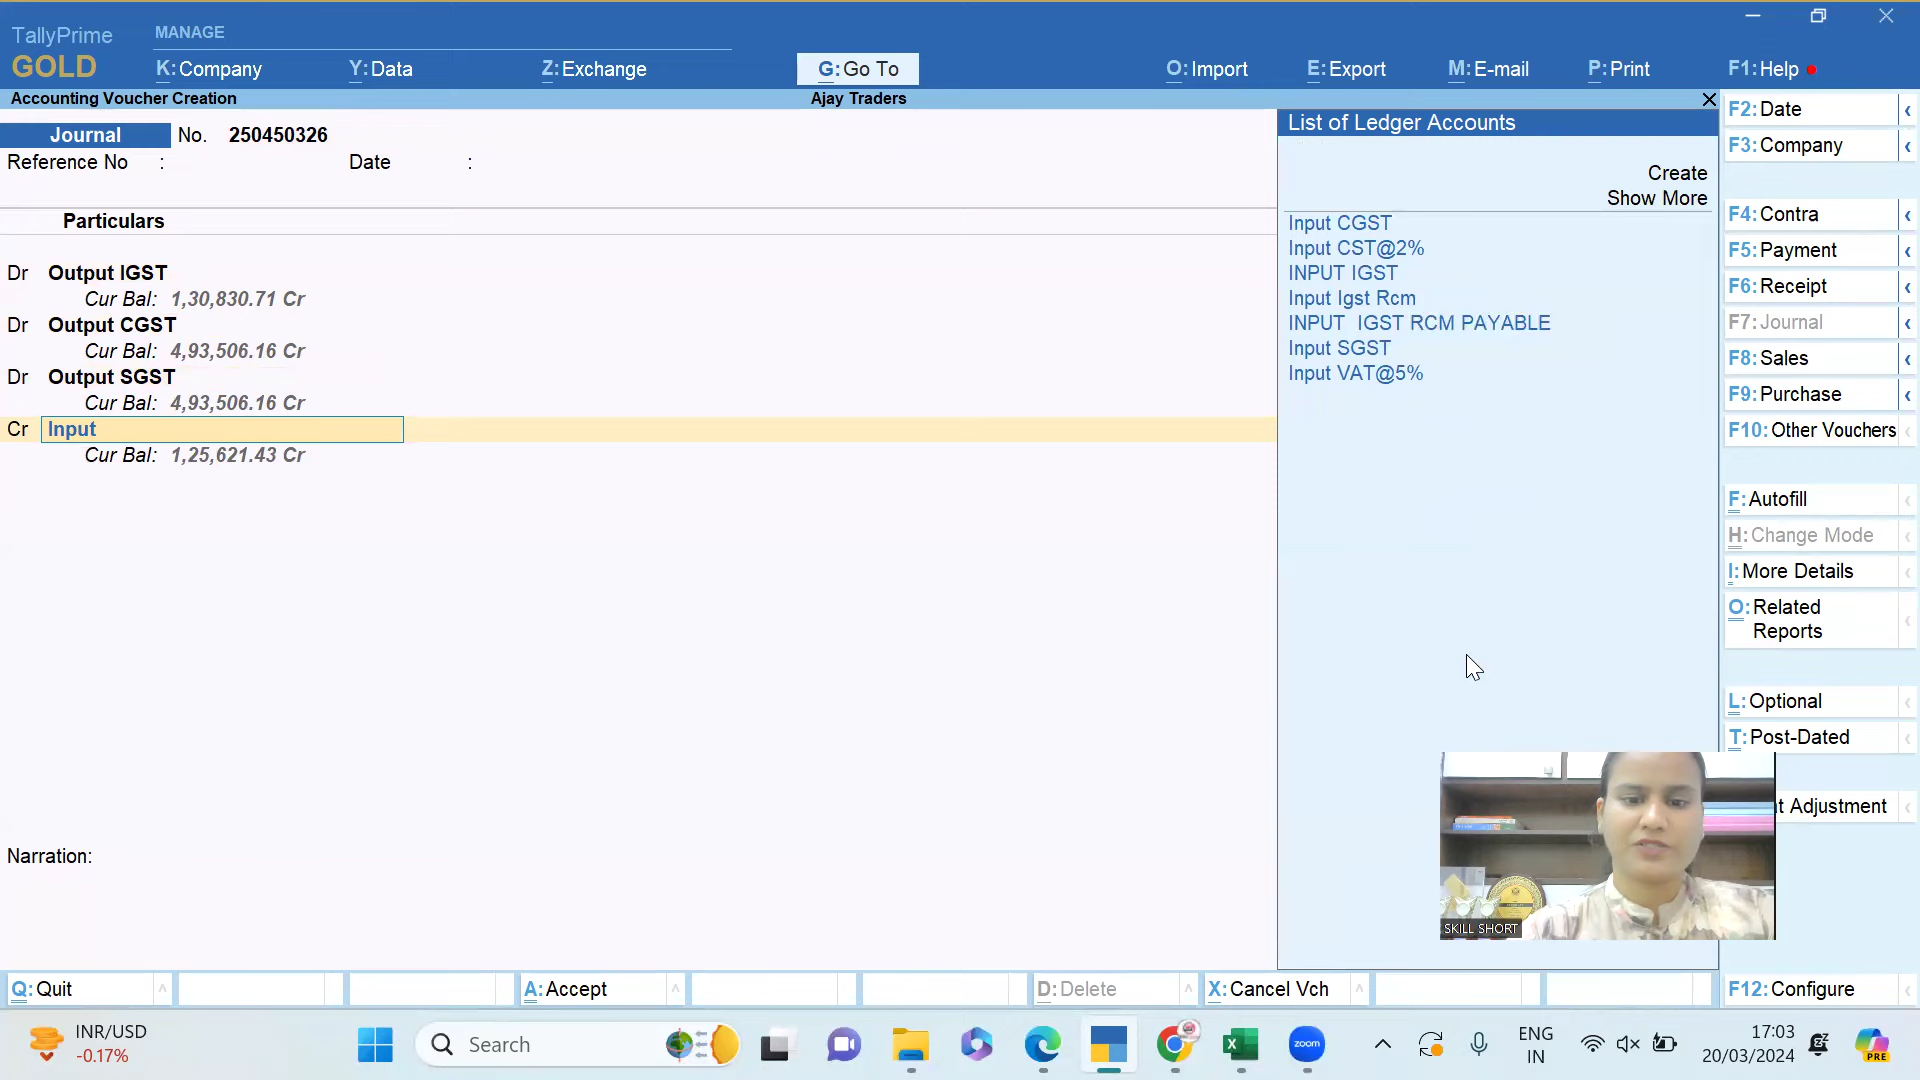 TallyPrime
GOLD
MANAGE
K:Company
Y:Data
Z:Exchange
G:Go To
O:Import
E:Export
M:E-mail
P:Print
F1:Help
Accounting Voucher Creation
Ajay Traders
Journal No. 250450326
Reference No : Date :
Particulars
Dr Output IGST
Cur Bal: 1,30,830.71 Cr
Dr Output CGST
Cur Bal: 4,93,506.16 Cr
Dr Output SGST
Cur Bal: 4,93,506.16 Cr
Cr Input
Cur Bal: 1,25,621.43 Cr
Narration:
List of Ledger Accounts
Create
Show More
Input CGST
Input CST@2%
INPUT IGST
Input Igst Rcm
INPUT IGST RCM PAYABLE
Input SGST
Input VAT@5%
F2:Date
F3:Company
F4:Contra
F5:Payment
F6:Receipt
F7:Journal
F8:Sales
F9:Purchase
F10:Other Vouchers
F:Autofill
H:Change Mode
I:More Details
O:Related
Reports
L:Optional
T:Post-Dated
t Adjustment
SKILL SHORT
Q:Quit
A:Accept
D:Delete
X:Cancel Vch
F12:Configure
INR/USD
-0.17%
Search
zoom
ENG
IN
17:03
20/03/2024
PRE